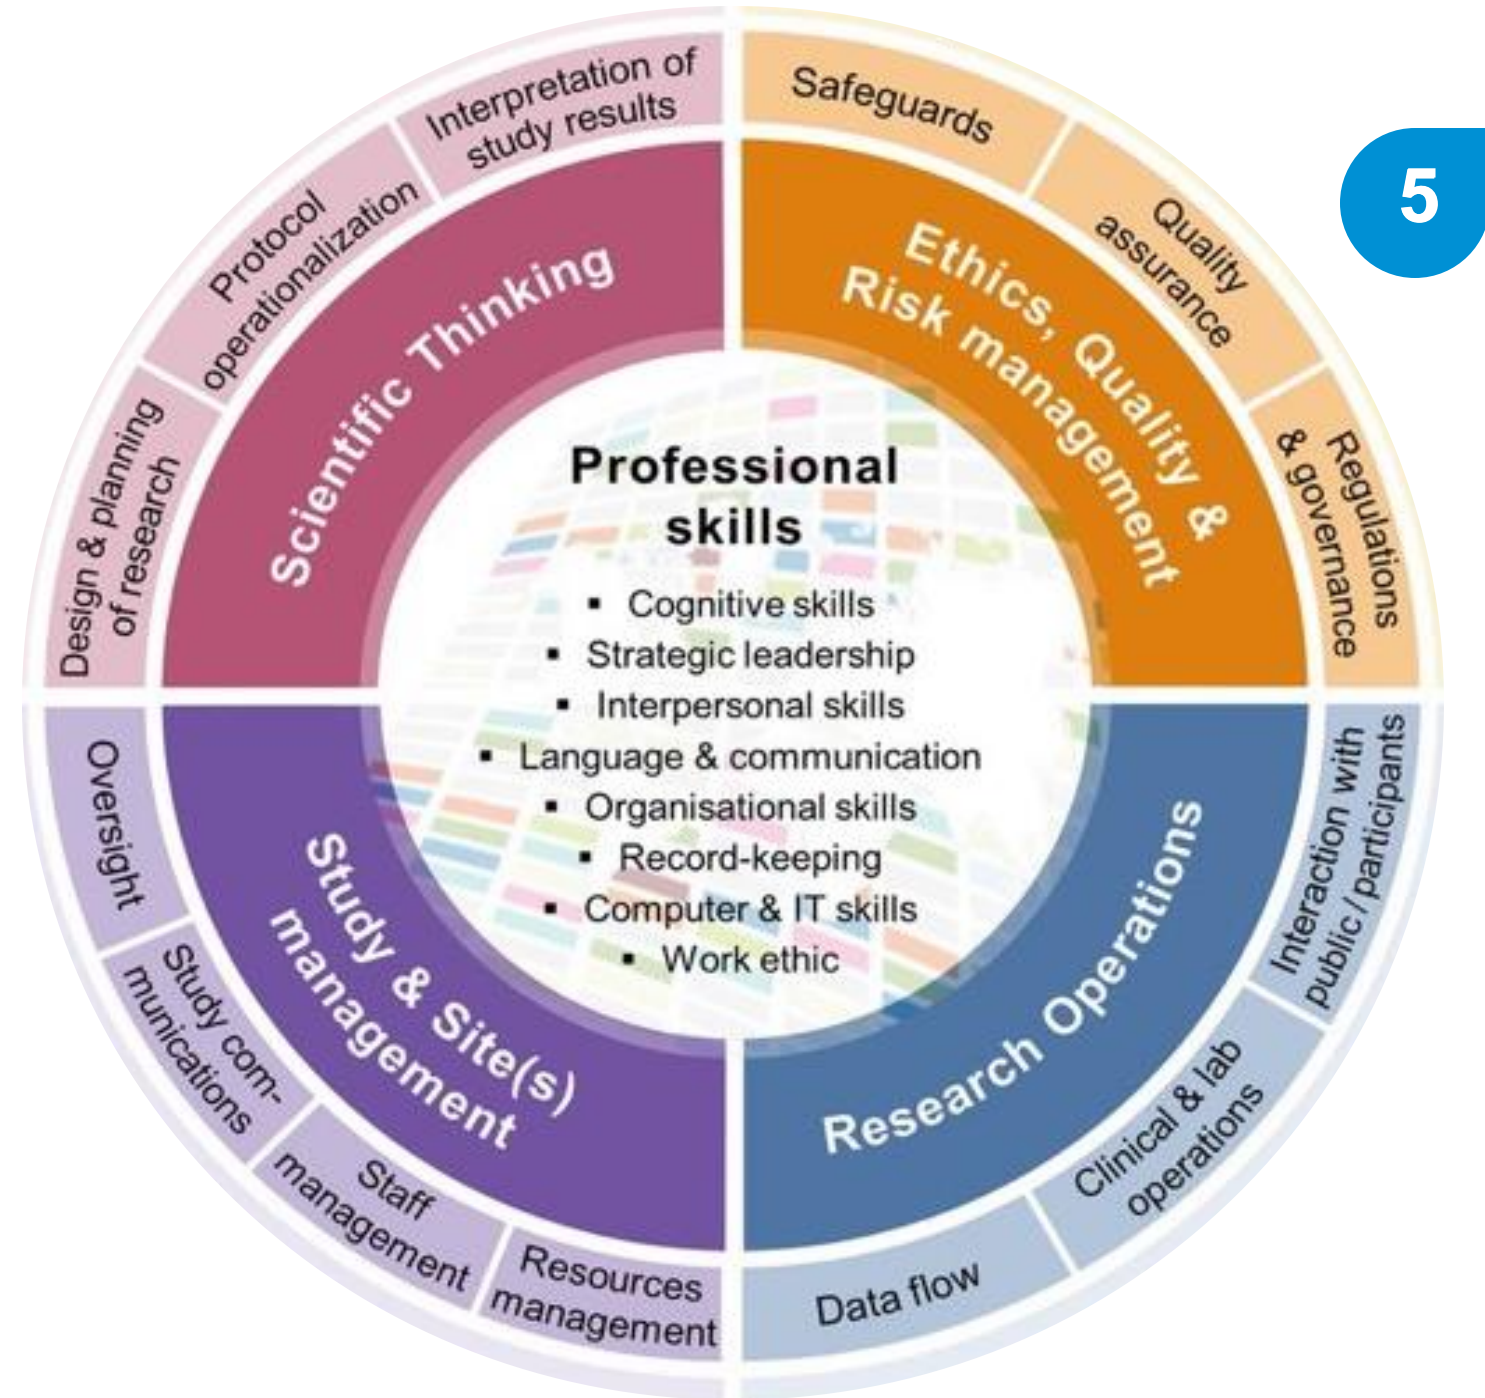 Interpretation of
study results
Protocol
operationalization
Design & planning
of research
Scientific Thinking
Safeguards
Quality
assurance
Regulations
& governance
Ethics, Quality &
Risk management
5
Professional
skills
▪ Cognitive skills
▪ Strategic leadership
▪ Interpersonal skills
▪ Language & communication
▪ Organisational skills
▪ Record-keeping
▪ Computer & IT skills
▪ Work ethic
Oversight
Study com-
munications
Staff
management
Resources
management
Study & Site(s)
management
Interaction with
public / participants
Clinical & lab
operations
Data flow
Research Operations